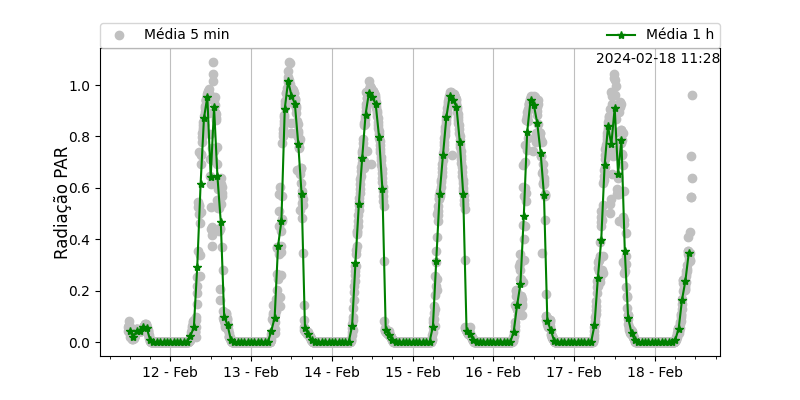 Média 5 min
Média 1 h
2024-02-18 11:28
Radiação PAR
1.0
0.8
0.6
0.4
0.2
0.0
12 - Feb
13 - Feb
14 - Feb
15 - Feb
16 - Feb
17 - Feb
18 - Feb